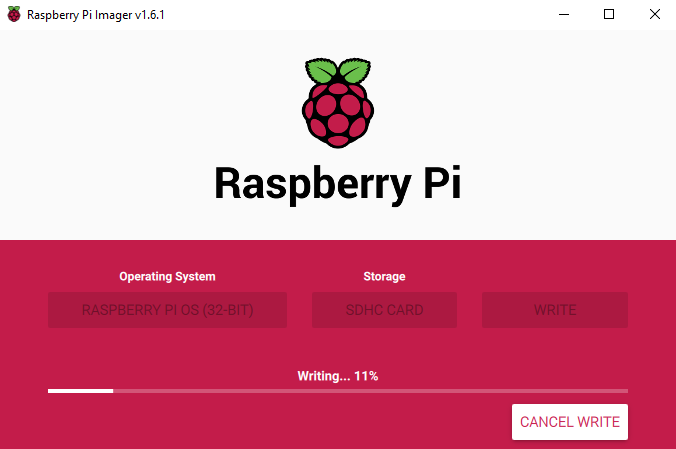 Raspberry Pi Imager v1.6.1
Raspberry Pi
Operating System Storage
RASPBERRY PI OS (32-BIT) SDHC CARD WRITE
Writing... 11%
CANCEL WRITE